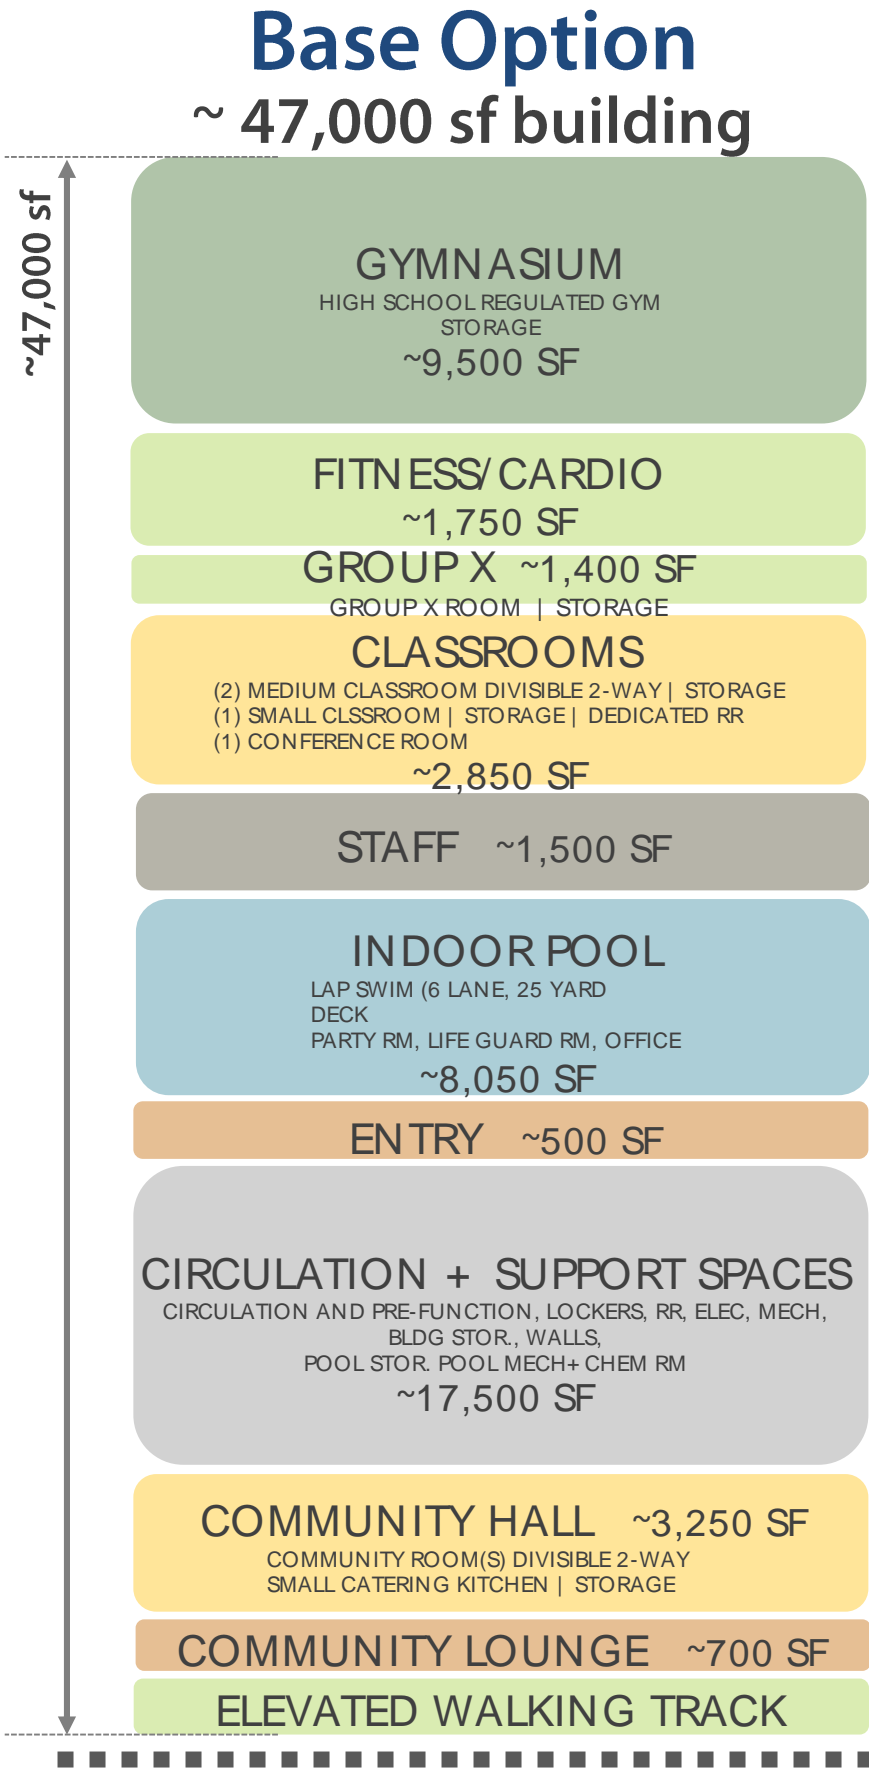 Base Option
~ 47,000 sf building
~47,000 sf
GYMNASIUM
HIGH SCHOOL REGULATED GYM
STORAGE
~9,500 SF
FITNESS/CARDIO
~1,750 SF
GROUP X ~1,400 SF
GROUP X ROOM | STORAGE
CLASSROOMS
(2) MEDIUM CLASSROOM DIVISIBLE 2-WAY | STORAGE
(1) SMALL CLSSROOM | STORAGE | DEDICATED RR
(1) CONFERENCE ROOM
~2,850 SF
STAFF ~1,500 SF
INDOOR POOL
LAP SWIM (6 LANE, 25 YARD
DECK
PARTY RM, LIFE GUARD RM, OFFICE
~8,050 SF
ENTRY ~500 SF
CIRCULATION + SUPPORT SPACES
CIRCULATION AND PRE-FUNCTION, LOCKERS, RR, ELEC, MECH,
BLDG STOR., WALLS,
POOL STOR. POOL MECH+ CHEM RM
~17,500 SF
COMMUNITY HALL ~3,250 SF
COMMUNITY ROOM(S) DIVISIBLE 2-WAY
SMALL CATERING KITCHEN | STORAGE
COMMUNITY LOUNGE ~700 SF
ELEVATED WALKING TRACK